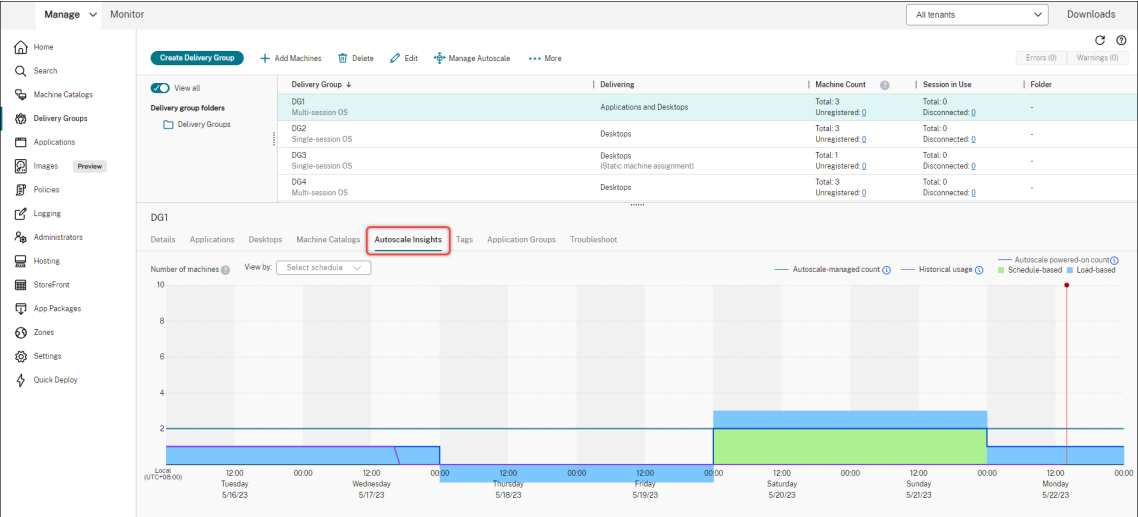 Manage Monitor All tenants Downloads
Home
Search
Machine Catalogs
Delivery Groups
Applications
Images Preview
Policies
Logging
Administrators
Hosting
StoreFront
App Packages
Zones
Settings
Quick Deploy
Create Delivery Group Add Machines Delete Edit Manage Autoscale More Errors (0) Warnings (0)
View all
Delivery group folders
Delivery Groups
Delivery Group ↓ Delivering Machine Count ? Session in Use Folder
DG1 Applications and Desktops Total: 3 Total: 0 -
Multi-session OS Unregistered: 0 Disconnected: 0
DG2 Desktops Total: 3 Total: 0 -
Single-session OS Unregistered: 0 Disconnected: 0
DG3 Desktops Total: 1 Total: 0 -
Single-session OS (Static machine assignment) Unregistered: 0 Disconnected: 0
DG4 Desktops Total: 3 Total: 0 -
Multi-session OS Unregistered: 0 Disconnected: 0
DG1
Details Applications Desktops Machine Catalogs Autoscale Insights Tags Application Groups Troubleshoot
Number of machines ? View by: Select schedule
Autoscale-managed count Historical usage Autoscale powered-on count
Schedule-based Load-based
10
8
6
4
2
Local
(UTC+08:00)
12:00 00:00 12:00 00:00 12:00 00:00 12:00 00:00 12:00 00:00 12:00 00:00 12:00 00:00
Tuesday Wednesday Thursday Friday Saturday Sunday Monday
5/16/23 5/17/23 5/18/23 5/19/23 5/20/23 5/21/23 5/22/23